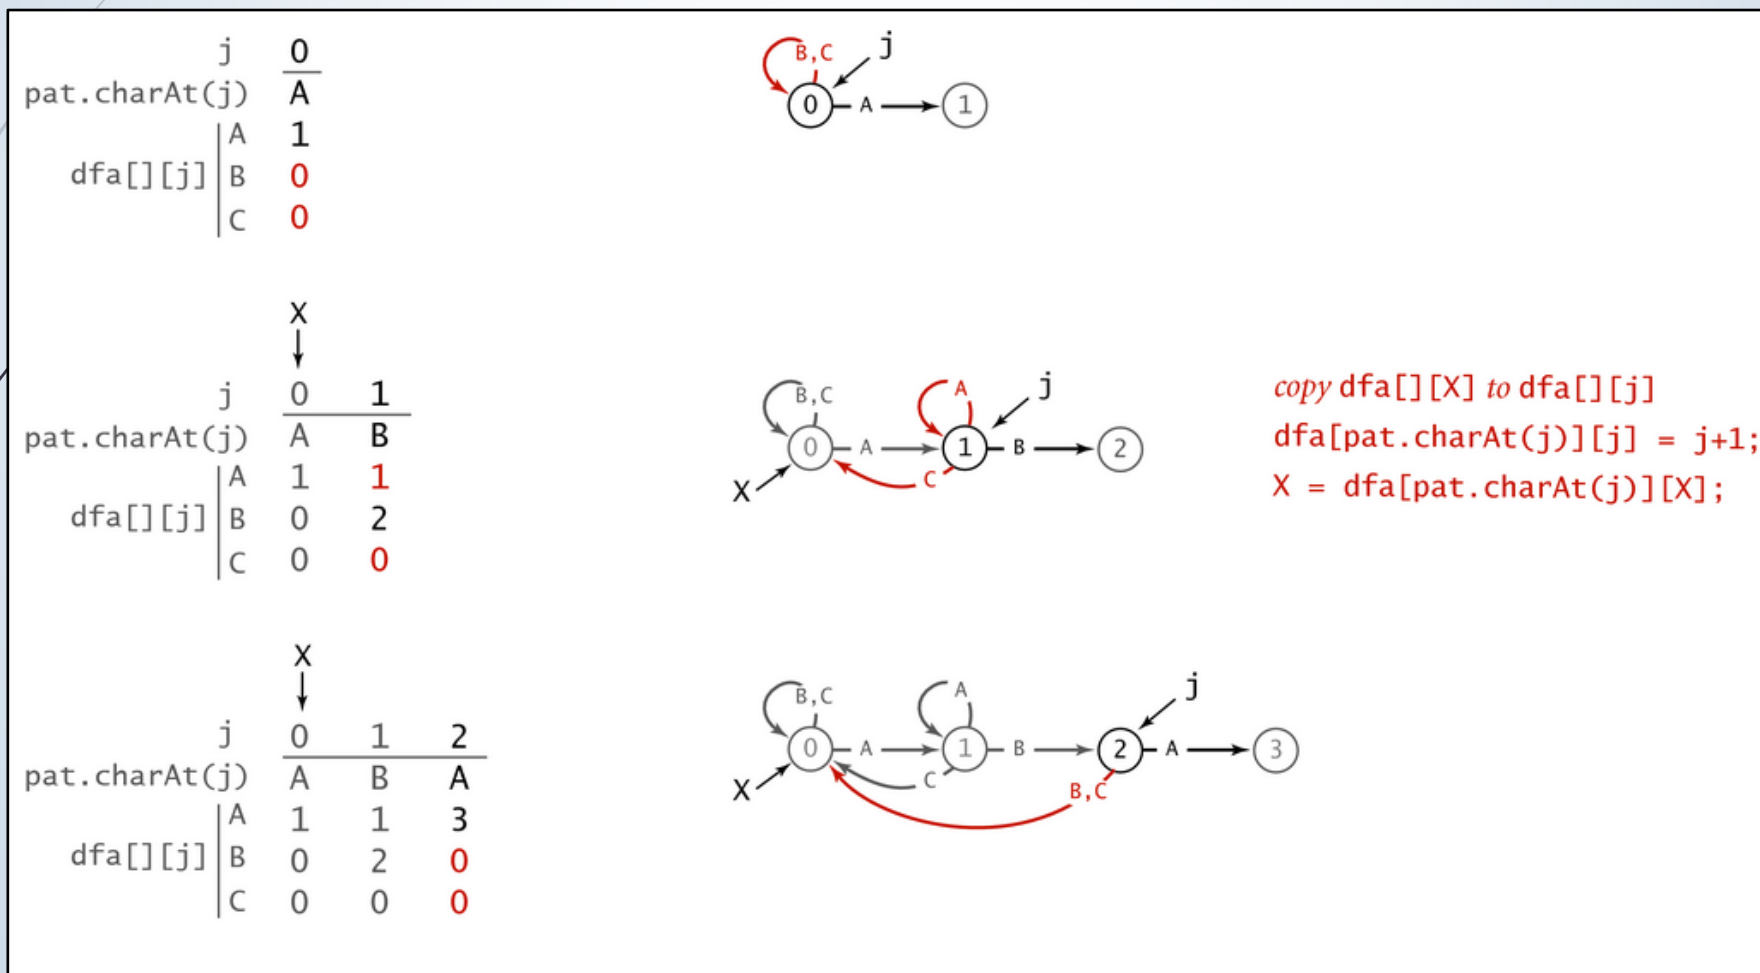 j 0
pat.charAt(j) A
A 1
dfa[][j] B 0
C 0
B,C j
0 A 1
X
j 0 1
pat.charAt(j) A B
A 1 1
dfa[][j] B 0 2
C 0 0
B,C A j
0 A 1 B 2
C
X
copy dfa[][X] to dfa[][j]
dfa[pat.charAt(j)][j] = j+1;
X = dfa[pat.charAt(j)][X];
X
j 0 1 2
pat.charAt(j) A B A
A 1 1 3
dfa[][j] B 0 2 0
C 0 0 0
B,C A j
0 A 1 B 2 A 3
C
X B,C